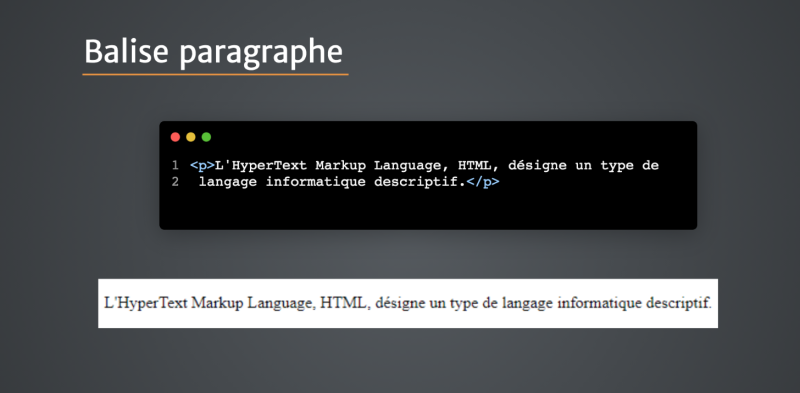 Balise paragraphe
1 <p>L'HyperText Markup Language, HTML, désigne un type de
2 langage informatique descriptif.</p>
L'HyperText Markup Language, HTML, désigne un type de langage informatique descriptif.